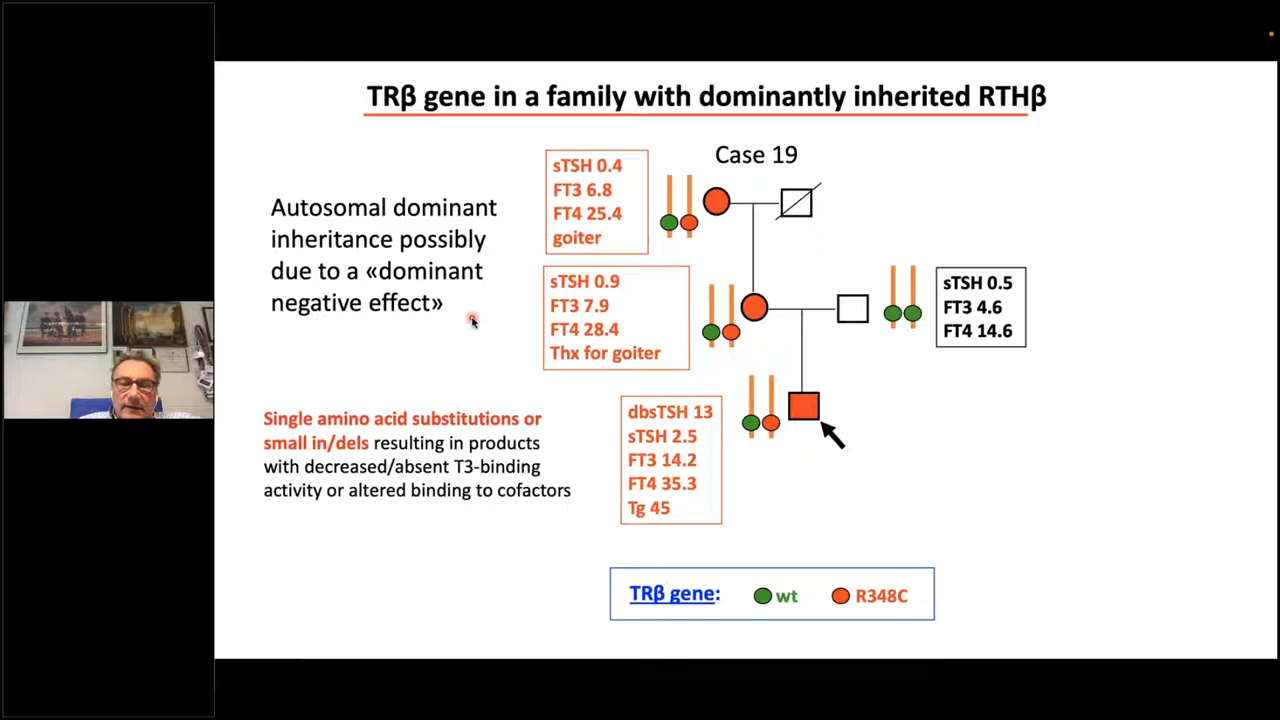 TRβ gene in a family with dominantly inherited RTHβ
Case 19
sTSH 0.4
FT3 6.8
FT4 25.4
goiter
Autosomal dominant
inheritance possibly
due to a «dominant
negative effect»
sTSH 0.9
FT3 7.9
FT4 28.4
Thx for goiter
sTSH 0.5
FT3 4.6
FT4 14.6
Single amino acid substitutions or
small in/dels resulting in products
with decreased/absent T3-binding
activity or altered binding to cofactors
dbsTSH 13
sTSH 2.5
FT3 14.2
FT4 35.3
Tg 45
TRβ gene: wt R348C